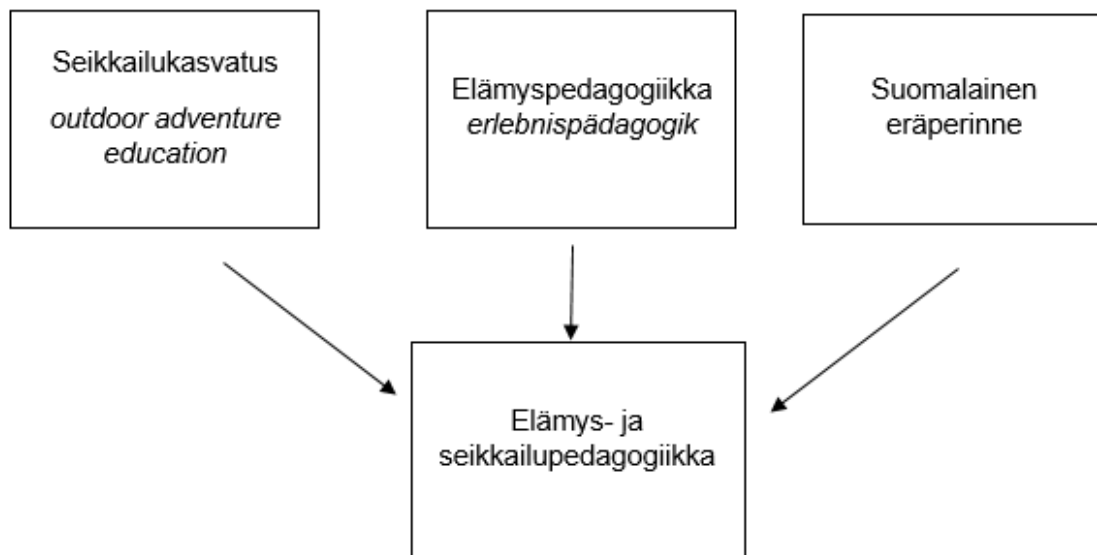 Seikkailukasvatus
outdoor adventure
education
Elämyspedagogiikka
erlebnispädagogik
Suomalainen
eräperinne
Elämys- ja
seikkailupedagogiikka